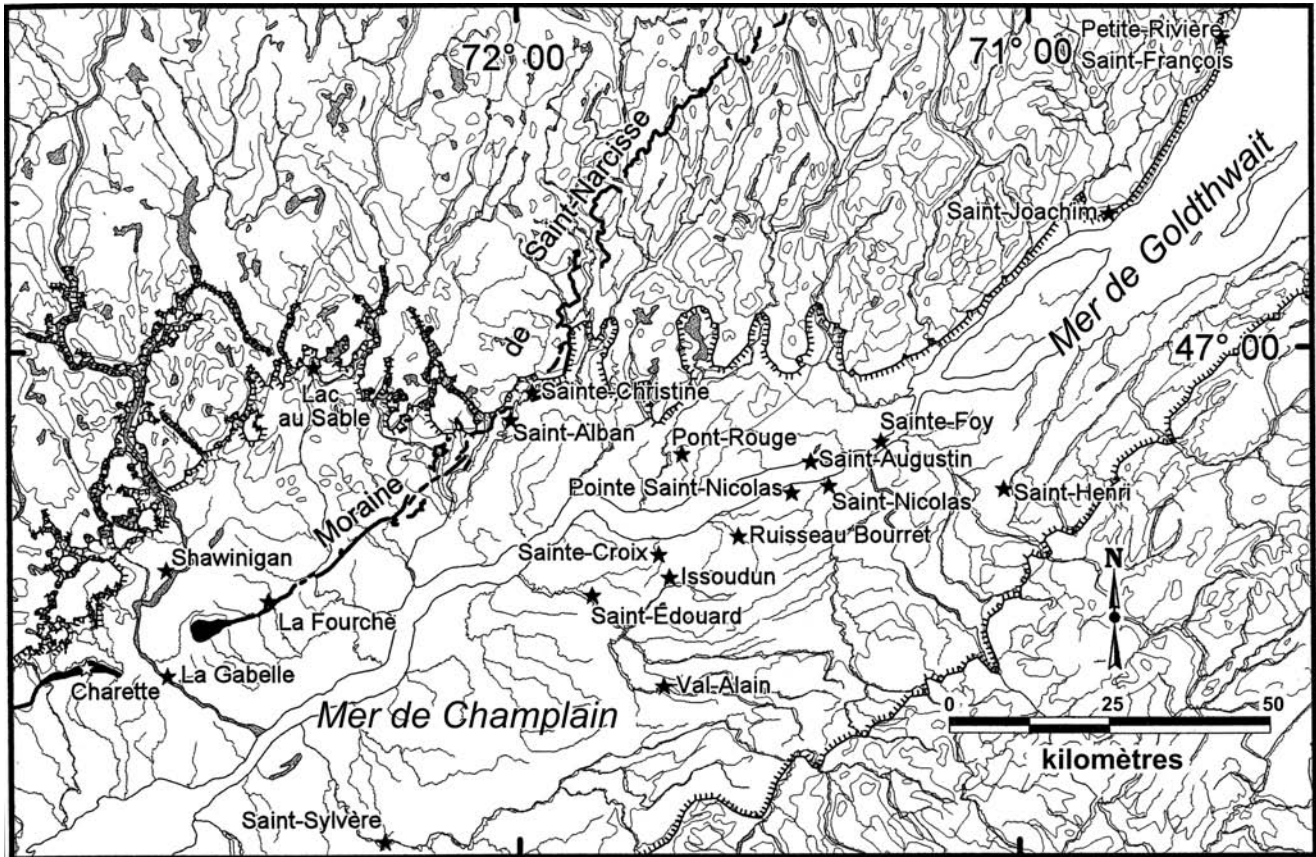 72° 00
71° 00
Petite-Rivière
Saint-François
Moraine de Saint-Narcisse
Saint-Joachim
Mer de Goldthwait
47° 00
Lac
au Sable
Sainte-Christine
Saint-Alban
Sainte-Foy
Pont-Rouge
Saint-Augustin
Pointe Saint-Nicolas
Saint-Nicolas
Saint-Henri
Ruisseau Bourret
Sainte-Croix
Issoudun
Shawinigan
Saint-Édouard
La Fourche
N
La Gabelle
Charette
Val-Alain
Mer de Champlain
0 25 50
kilomètres
Saint-Sylvère